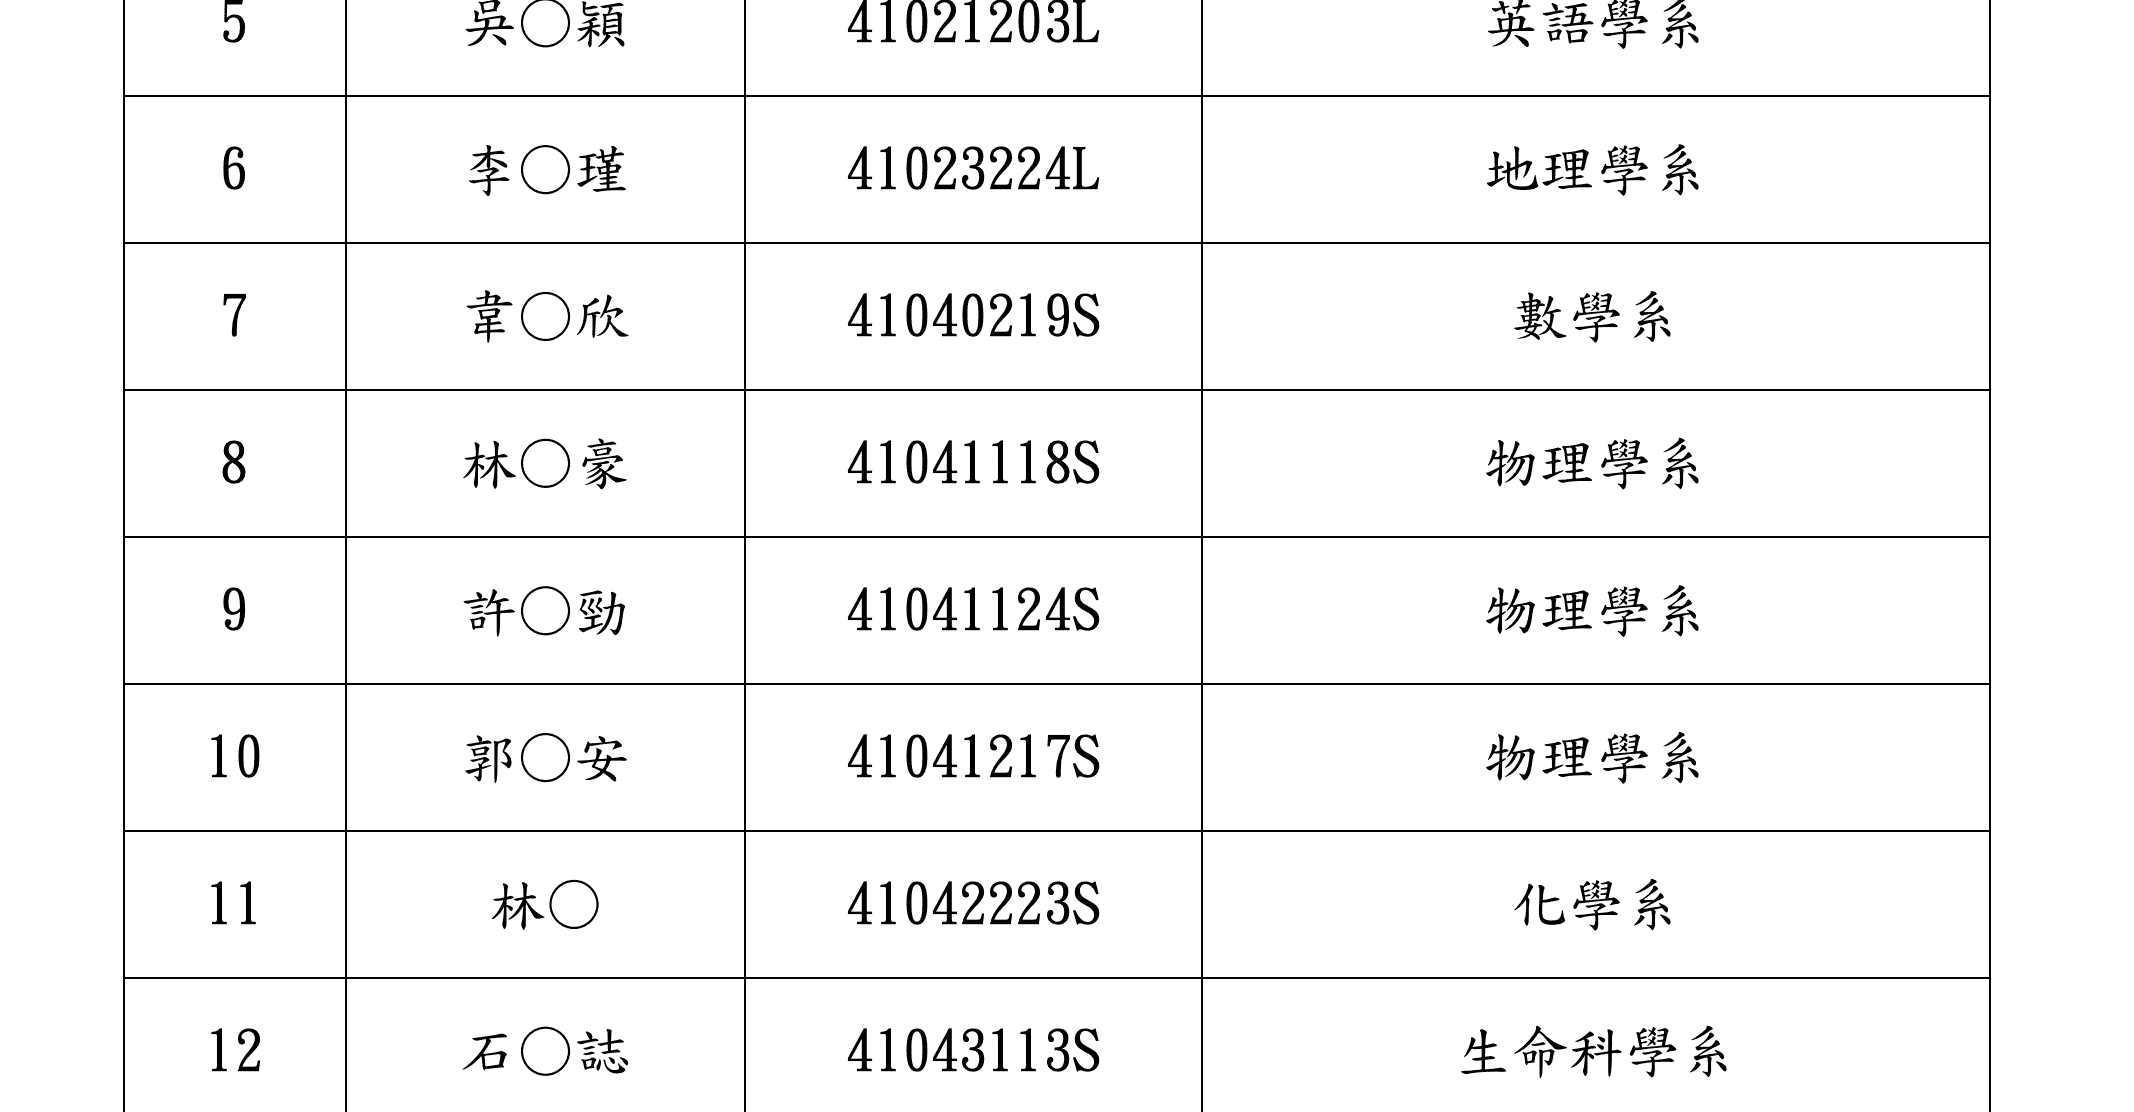 5 吳○穎 41021203L 英語學系
6 李○瑾 41023224L 地理學系
7 韋○欣 41040219S 數學系
8 林○豪 41041118S 物理學系
9 許○勁 41041124S 物理學系
10 郭○安 41041217S 物理學系
11 林○ 41042223S 化學系
12 石○誌 41043113S 生命科學系